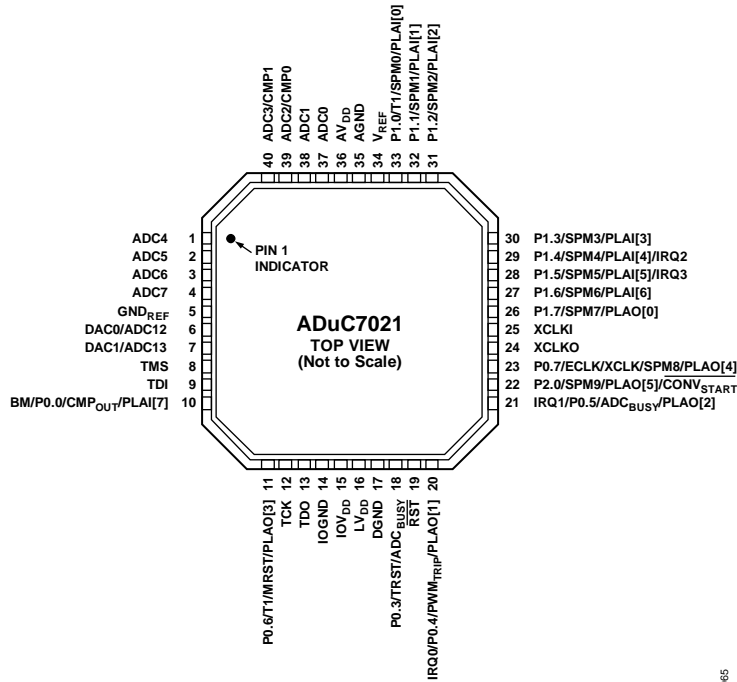 40 ADC3/CMP1
39 ADC2/CMP0
38 ADC1
37 ADC0
36 AVDD
35 AGND
34 VREF
33 P1.0/T1/SPM0/PLAI[0]
32 P1.1/SPM1/PLAI[1]
31 P1.2/SPM2/PLAI[2]
ADC4 1
ADC5 2
ADC6 3
ADC7 4
GNDREF 5
DAC0/ADC12 6
DAC1/ADC13 7
TMS 8
TDI 9
BM/P0.0/CMPOUT/PLAI[7] 10
PIN 1
INDICATOR
ADuC7021
TOP VIEW
(Not to Scale)
30 P1.3/SPM3/PLAI[3]
29 P1.4/SPM4/PLAI[4]/IRQ2
28 P1.5/SPM5/PLAI[5]/IRQ3
27 P1.6/SPM6/PLAI[6]
26 P1.7/SPM7/PLAO[0]
25 XCLKI
24 XCLKO
23 P0.7/ECLK/XCLK/SPM8/PLAO[4]
22 P2.0/SPM9/PLAO[5]/CONVSTART
21 IRQ1/P0.5/ADCBUSY/PLAO[2]
P0.6/T1/MRST/PLAO[3] 11
TCK 12
TDO 13
IOGND 14
IOVDD 15
LVDD 16
DGND 17
P0.3/TRST/ADCBUSY 18
RST 19
IRQ0/P0.4/PWMTRIP/PLAO[1] 20